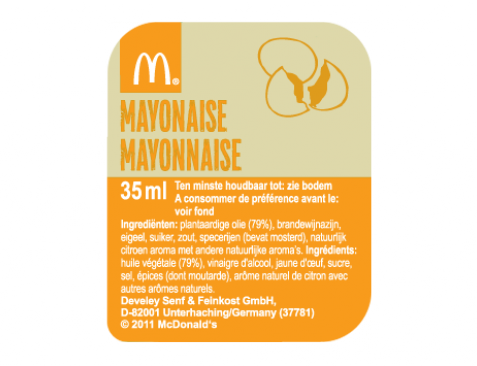 M®
MAYONAISE
MAYONNAISE
35 ml
Ten minste houdbaar tot: zie bodem
A consommer de préférence avant le:
voir fond
Ingrediënten: plantaardige olie (79%), brandewijnazijn,
eigeel, suiker, zout, specerijen (bevat mosterd), natuurlijk
citroen aroma met andere natuurlijke aroma's. Ingrédients:
huile végétale (79%), vinaigre d'alcool, jaune d'œuf, sucre,
sel, épices (dont moutarde), arôme naturel de citron avec
autres arômes naturels.
Develey Senf & Feinkost GmbH,
D-82001 Unterhaching/Germany (37781)
© 2011 McDonald's